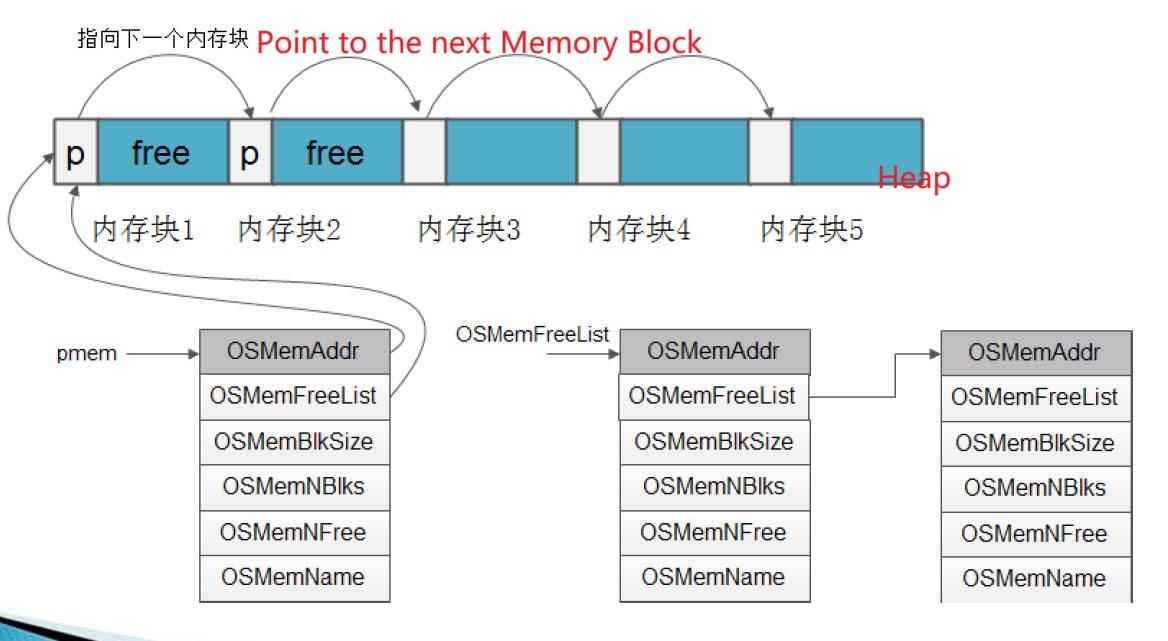 指向下一个内存块 Point to the next Memory Block
p free p free
Heap
内存块1 内存块2 内存块3 内存块4 内存块5
OSMemFreeList
pmem OSMemAddr OSMemAddr OSMemAddr
OSMemFreeList OSMemFreeList OSMemFreeList
OSMemBlkSize OSMemBlkSize OSMemBlkSize
OSMemNBlks OSMemNBlks OSMemNBlks
OSMemNFree OSMemNFree OSMemNFree
OSMemName OSMemName OSMemName